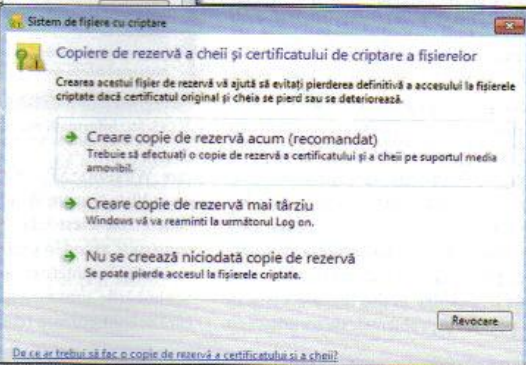 Sistem de fișiere cu criptare
Copiere de rezervă a cheii și certificatului de criptare a fișierelor
Crearea acestui fișier de rezervă vă ajută să evitați pierderea definitivă a accesului la fișierele
criptate dacă certificatul original și cheia se pierd sau se deteriorează.
Creare copie de rezervă acum (recomandat)
Trebuie să efectuați o copie de rezervă a certificatului și a cheii pe suportul media
amovibil.
Creare copie de rezervă mai târziu
Windows vă va reaminti la următorul Log on.
Nu se creează niciodată copie de rezervă
Se poate pierde accesul la fișierele criptate.
Revocare
De ce ar trebui să fac o copie de rezervă a certificatului și a cheii?